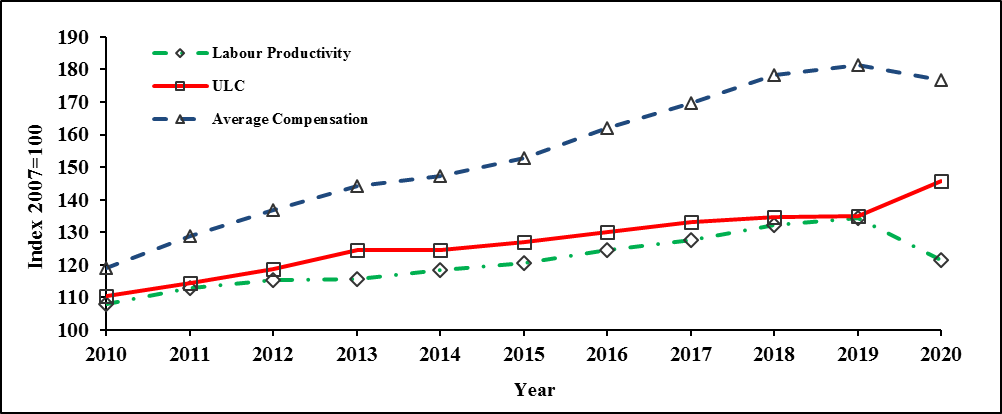 190
180
170
160
150
140
130
120
110
100
Index 2007=100
Labour Productivity
ULC
Average Compensation
2010 2011 2012 2013 2014 2015 2016 2017 2018 2019 2020
Year